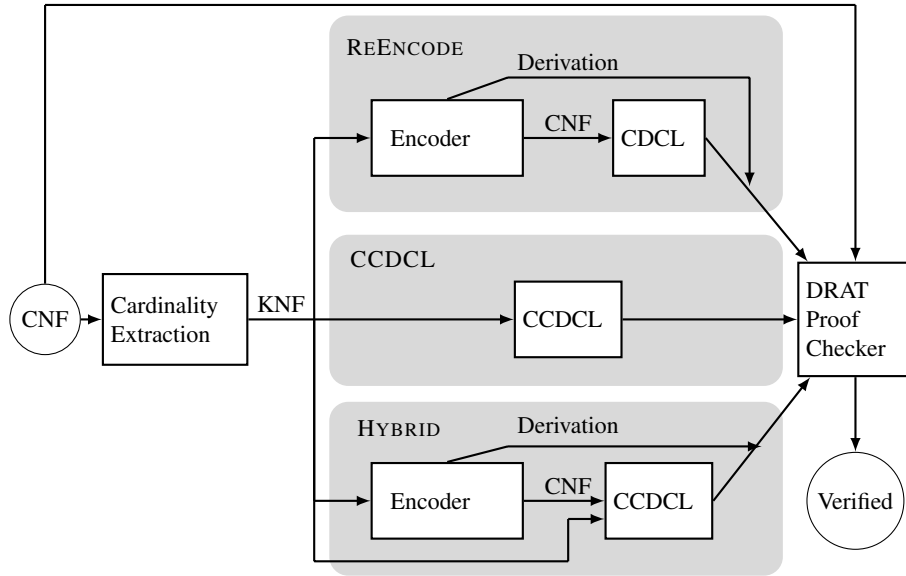 REENCODE
Derivation
Encoder
CNF
CDCL
CNF
Cardinality
Extraction
KNF
CCDCL
CCDCL
DRAT
Proof
Checker
HYBRID
Derivation
Encoder
CNF
CCDCL
Verified